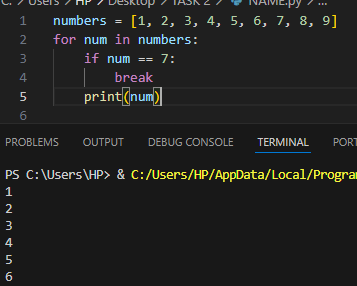 C: > Users > HP > Desktop > TASK 2 > NAME.py > ...
1 numbers = [1, 2, 3, 4, 5, 6, 7, 8, 9]
2 for num in numbers:
3     if num == 7:
4         break
5     print(num)
6
PROBLEMS OUTPUT DEBUG CONSOLE TERMINAL PORT
PS C:\Users\HP> & C:/Users/HP/AppData/Local/Progra
1
2
3
4
5
6